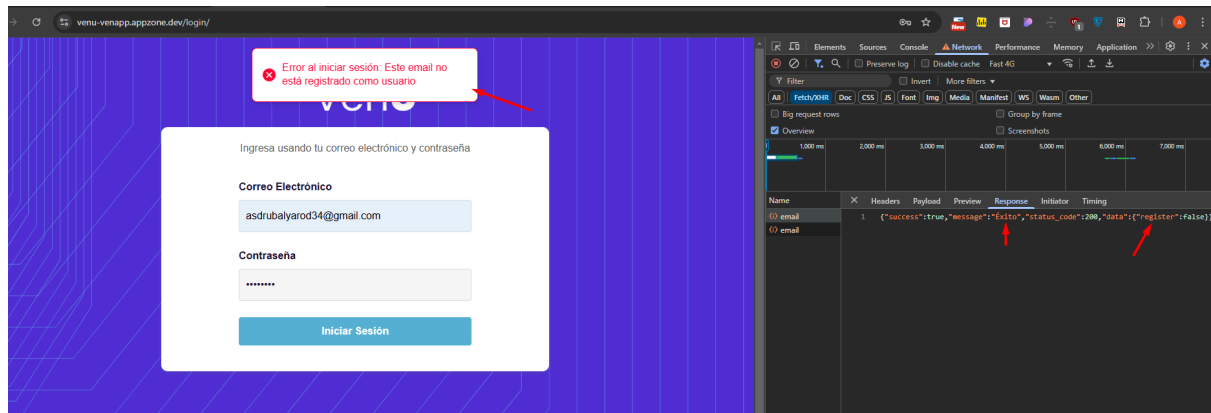 venu-venapp.appzone.dev/login/
New
1
A
Error al iniciar sesión: Este email no
está registrado como usuario
venu
Ingresa usando tu correo electrónico y contraseña
Correo Electrónico
asdrubalyarod34@gmail.com
Contraseña
••••••••
Iniciar Sesión
Elements Sources Console Network Performance Memory Application
Preserve log Disable cache Fast 4G
Filter Invert More filters
All Fetch/XHR Doc CSS JS Font Img Media Manifest WS Wasm Other
Big request rows Group by frame
Overview Screenshots
1,000 ms 2,000 ms 3,000 ms 4,000 ms 5,000 ms 6,000 ms 7,000 ms
Name Headers Payload Preview Response Initiator Timing
email 1 {"success":true,"message":"Éxito","status_code":200,"data":{"register":false}}
email